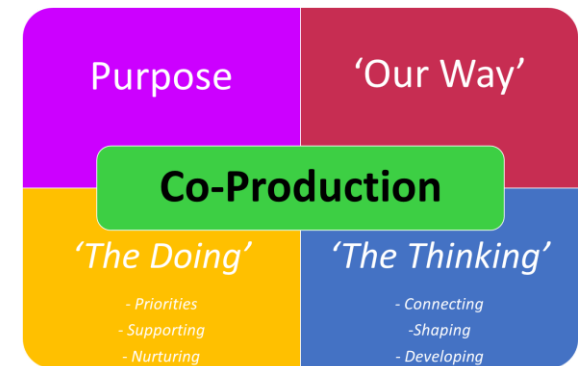 Purpose
‘Our Way’
Co-Production
‘The Doing’
- Priorities
- Supporting
- Nurturing
‘The Thinking’
- Connecting
-Shaping
- Developing